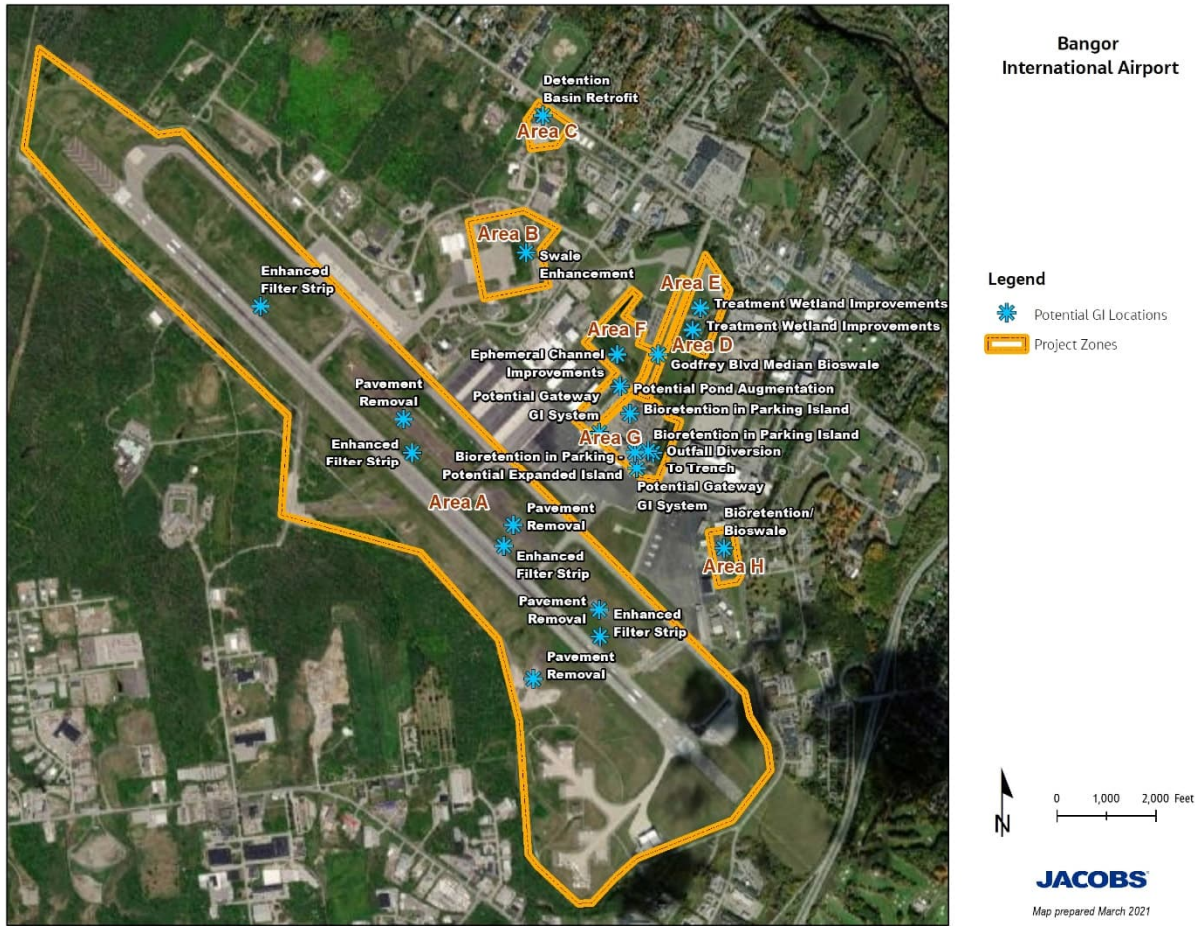 Bangor
International Airport
Detention
Basin Retrofit
Area C
Area B
Swale
Enhancement
Enhanced
Filter Strip
Area E
Treatment Wetland Improvements
Treatment Wetland Improvements
Area F
Area D
Ephemeral Channel
Improvements
Godfrey Blvd Median Bioswale
Potential Gateway
GI System
Potential Pond Augmentation
Bioretention in Parking Island
Pavement
Removal
Enhanced
Filter Strip
Area G
Bioretention in Parking Island
Bioretention in Parking -
Potential Expanded Island
Outfall Diversion
To Trench
Potential Gateway
GI System
Area A
Pavement
Removal
Enhanced
Filter Strip
Bioretention/
Bioswale
Area H
Pavement
Removal
Enhanced
Filter Strip
Pavement
Removal
Legend
Potential GI Locations
Project Zones
N
0 1,000 2,000 Feet
JACOBS
Map prepared March 2021